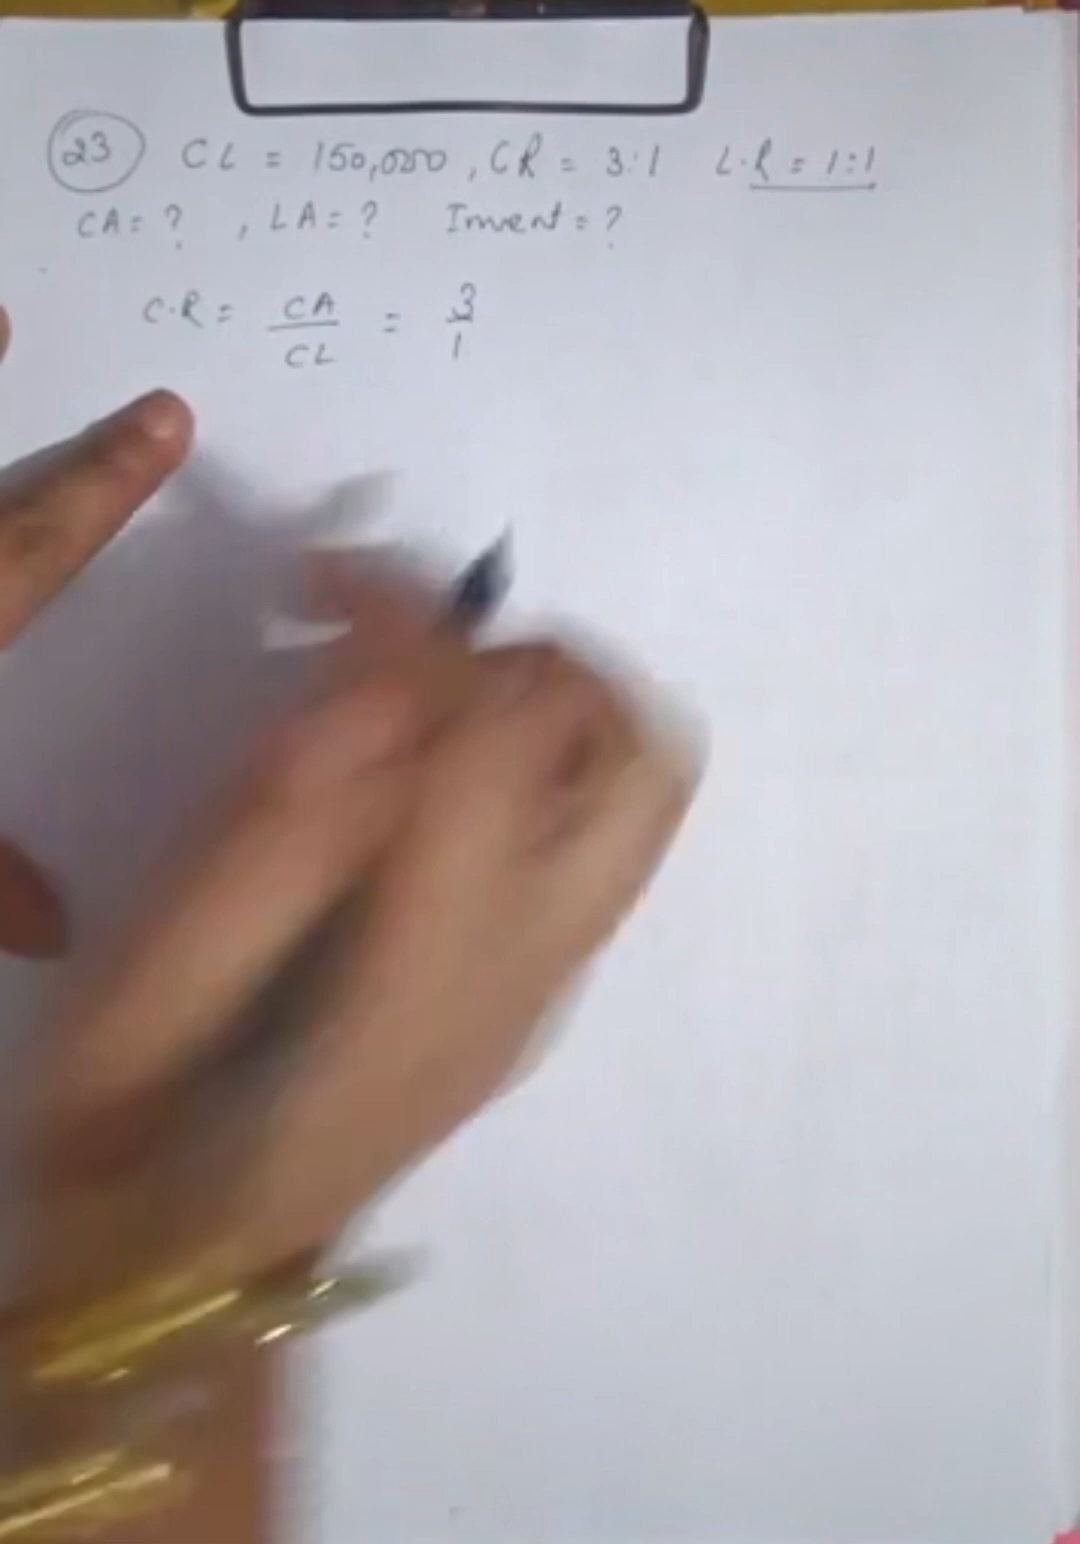 23 CL = 150,000, CR = 3:1 L.R = 1:1
CA = ?, LA = ? Invent = ?
C.R = CA/CL = 3/1